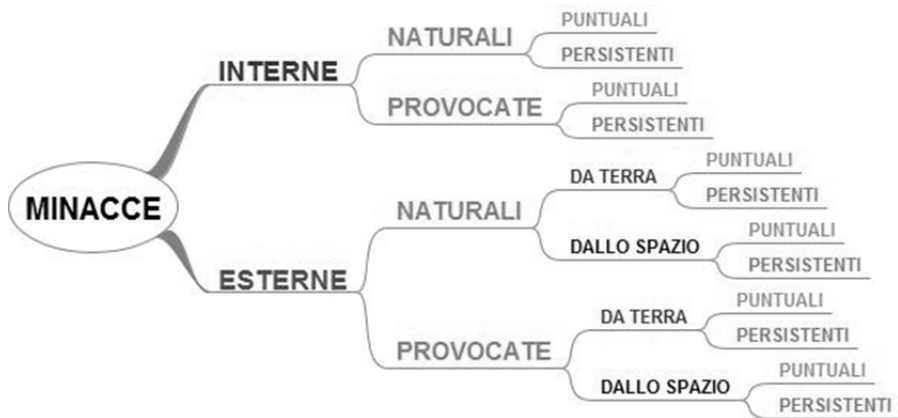 MINACCE
INTERNE
NATURALI
PUNTUALI
PERSISTENTI
PROVOCATE
PUNTUALI
PERSISTENTI
ESTERNE
NATURALI
DA TERRA
PUNTUALI
PERSISTENTI
DALLO SPAZIO
PUNTUALI
PERSISTENTI
PROVOCATE
DA TERRA
PUNTUALI
PERSISTENTI
DALLO SPAZIO
PUNTUALI
PERSISTENTI